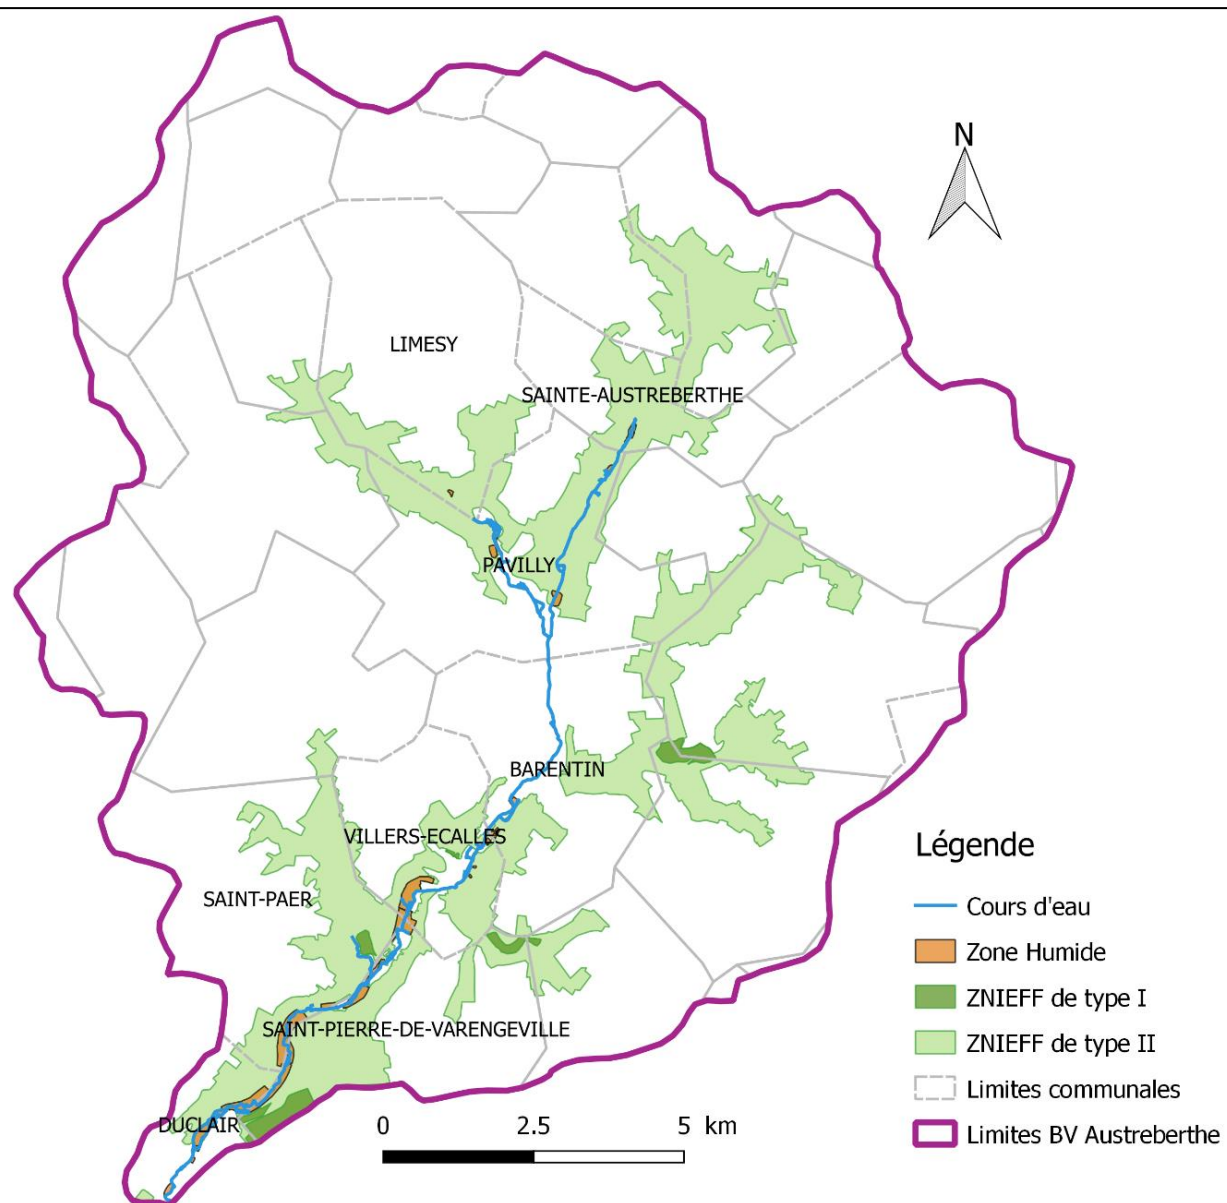 N
LIMESY
SAINTE-AUSTREBERTHE
PAVILLY
BARENTIN
VILLERS-ECALLES
SAINT-PAER
SAINT-PIERRE-DE-VARENGEVILLE
DUCLAIR
0 2.5 5 km
Légende
Cours d'eau
Zone Humide
ZNIEFF de type I
ZNIEFF de type II
Limites communales
Limites BV Austreberthe